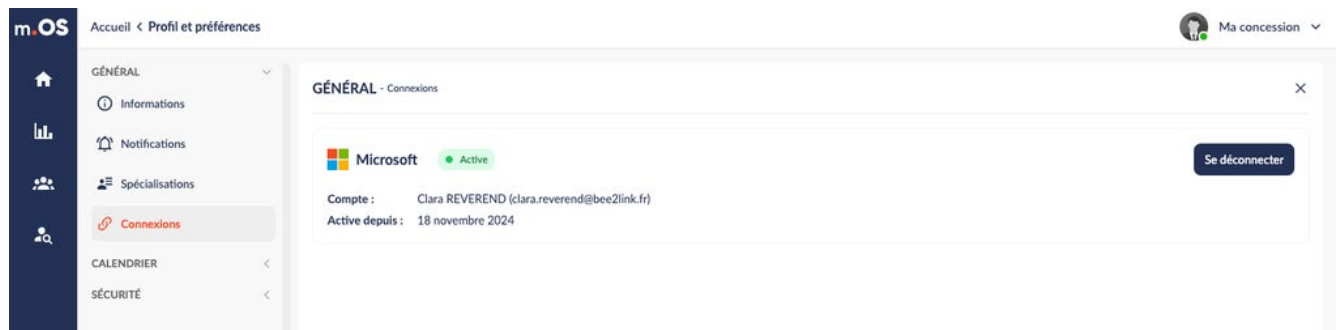 m.OS
Accueil < Profil et préférences
Ma concession
GÉNÉRAL
Informations
Notifications
Spécialisations
Connexions
CALENDRIER
SÉCURITÉ
GÉNÉRAL - Connexions
Microsoft
Active
Se déconnecter
Compte : Clara REVEREND (clara.reverend@bee2link.fr)
Active depuis : 18 novembre 2024